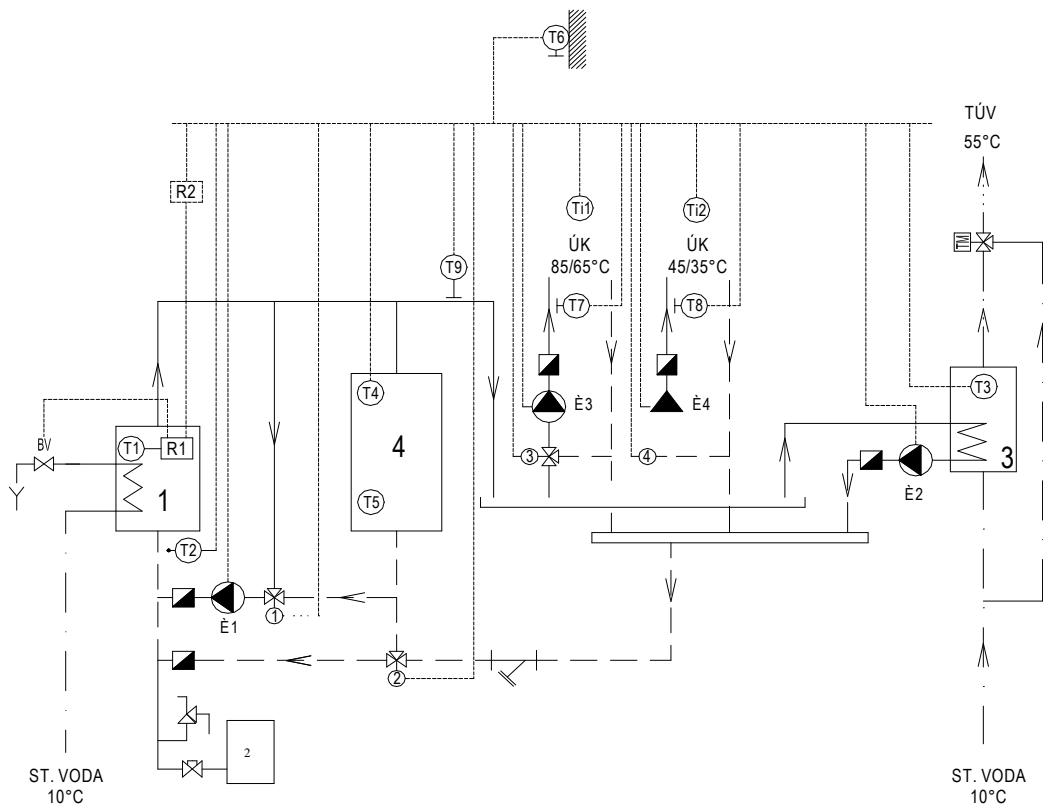 T6
TÚV
55°C
R2
Ti1
Ti2
TM
ÚK
85/65°C
ÚK
45/35°C
T9
T7
T8
T4
T3
È3
È4
BV
T1
R1
4
3
4
3
1
T5
È2
T2
1
È1
2
2
ST. VODA
10°C
ST. VODA
10°C